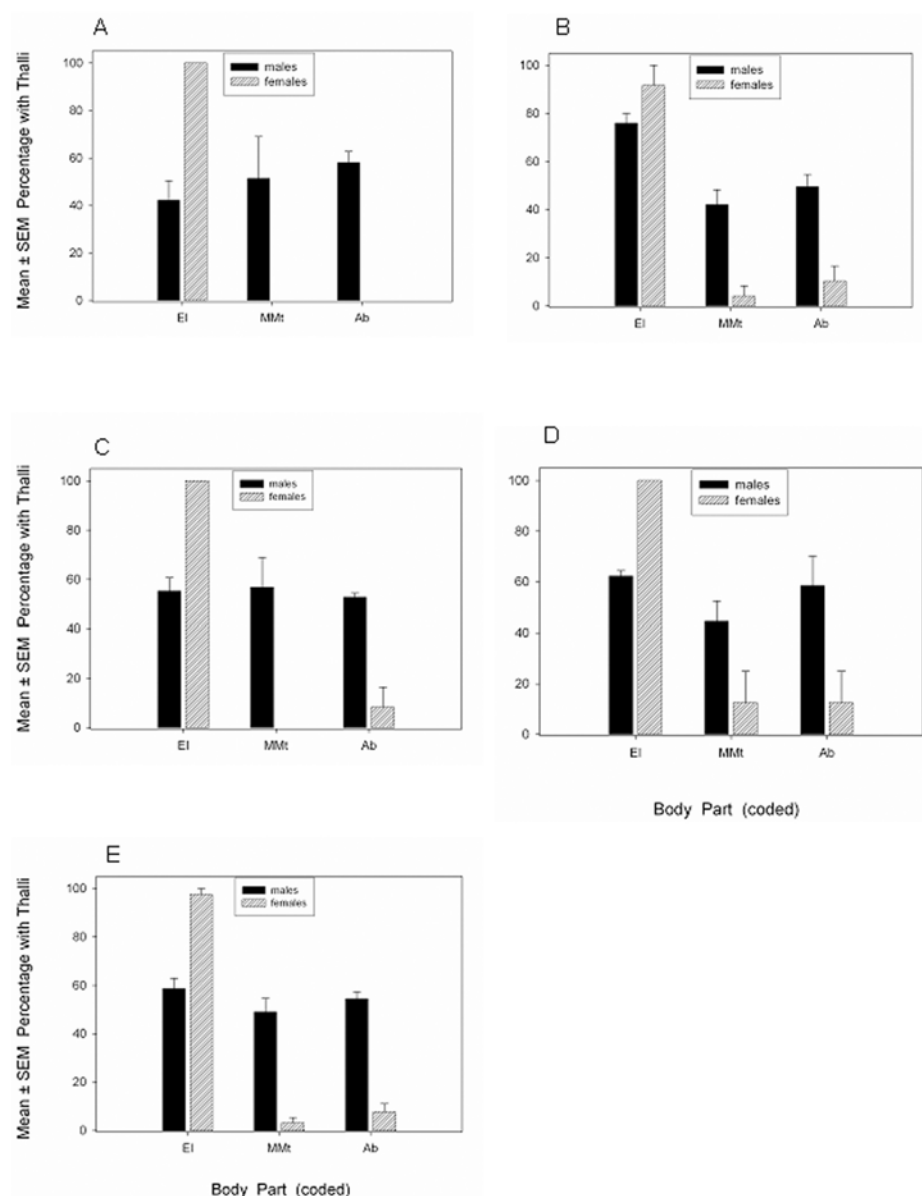 A
Mean ± SEM Percentage with Thalli
100
80
60
40
20
0
males
females
El
MMt
Ab
B
100
80
60
40
20
0
males
females
El
MMt
Ab
C
Mean ± SEM Percentage with Thalli
100
80
60
40
20
0
males
females
El
MMt
Ab
D
100
80
60
40
20
0
males
females
El
MMt
Ab
Body Part (coded)
E
Mean ± SEM Percentage with Thalli
100
80
60
40
20
0
males
females
El
MMt
Ab
Body Part (coded)